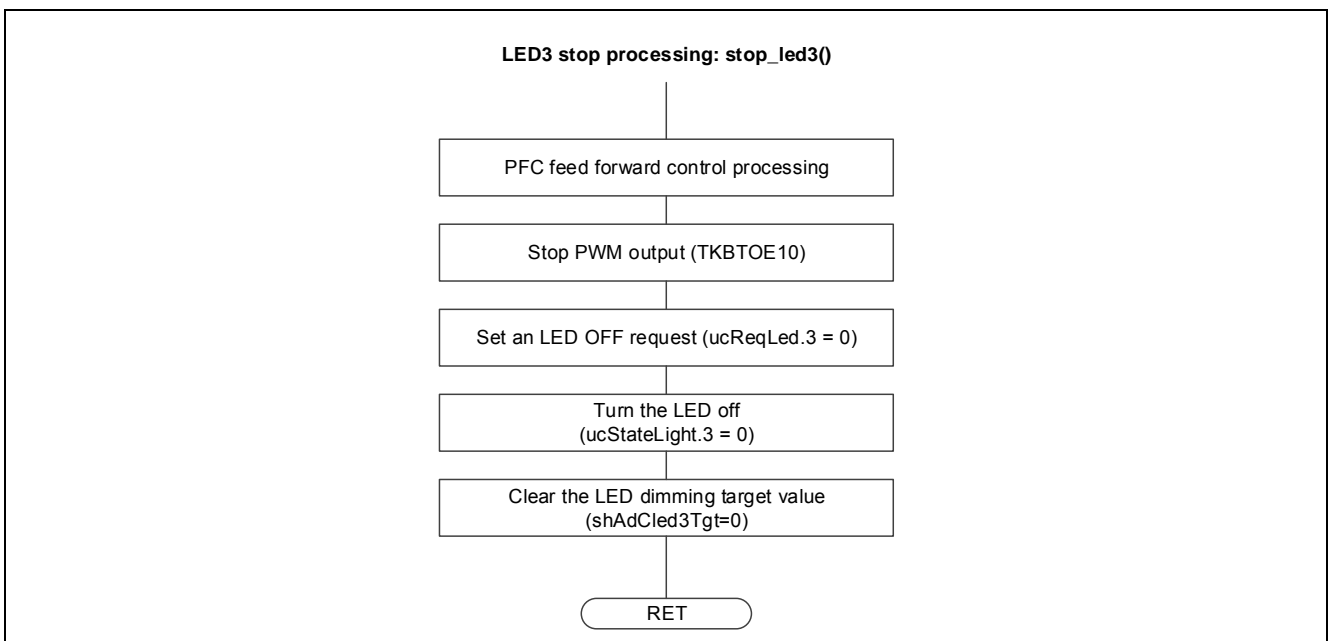 LED3 stop processing: stop_led3()
PFC feed forward control processing
Stop PWM output (TKBTOE10)
Set an LED OFF request (ucReqLed.3 = 0)
Turn the LED off
(ucStateLight.3 = 0)
Clear the LED dimming target value
(shAdCled3Tgt=0)
RET